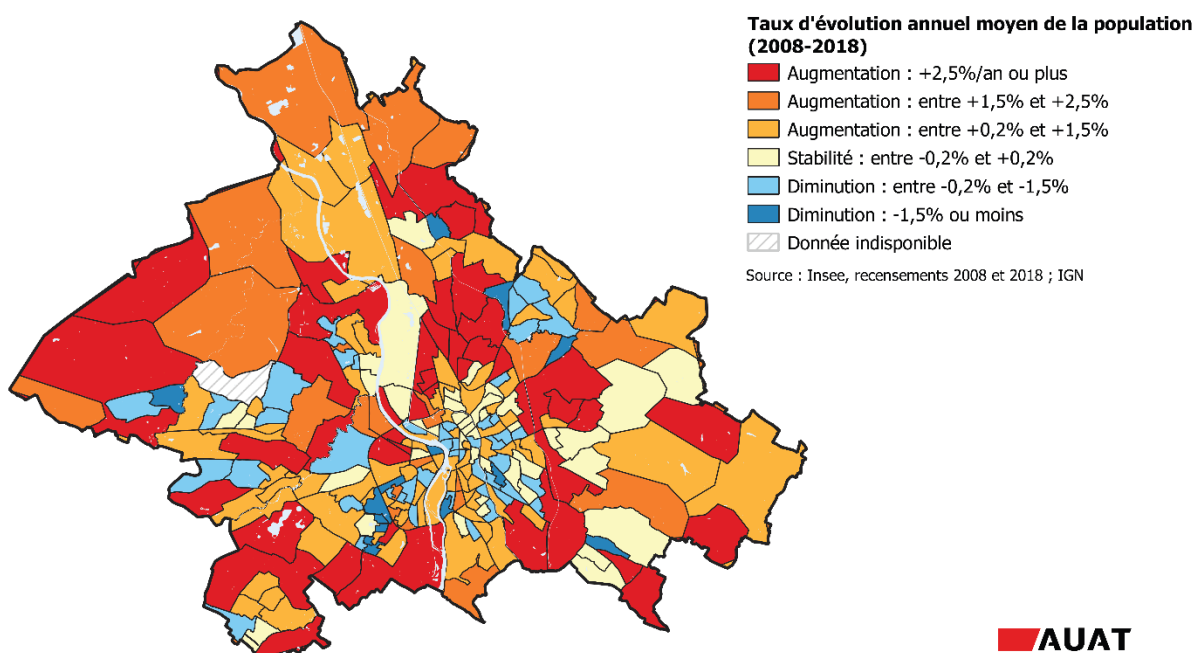 Taux d'évolution annuel moyen de la population
(2008-2018)
Augmentation : +2,5%/an ou plus
Augmentation : entre +1,5% et +2,5%
Augmentation : entre +0,2% et +1,5%
Stabilité : entre -0,2% et +0,2%
Diminution : entre -0,2% et -1,5%
Diminution : -1,5% ou moins
Donnée indisponible
Source : Insee, recensements 2008 et 2018 ; IGN
AUAT